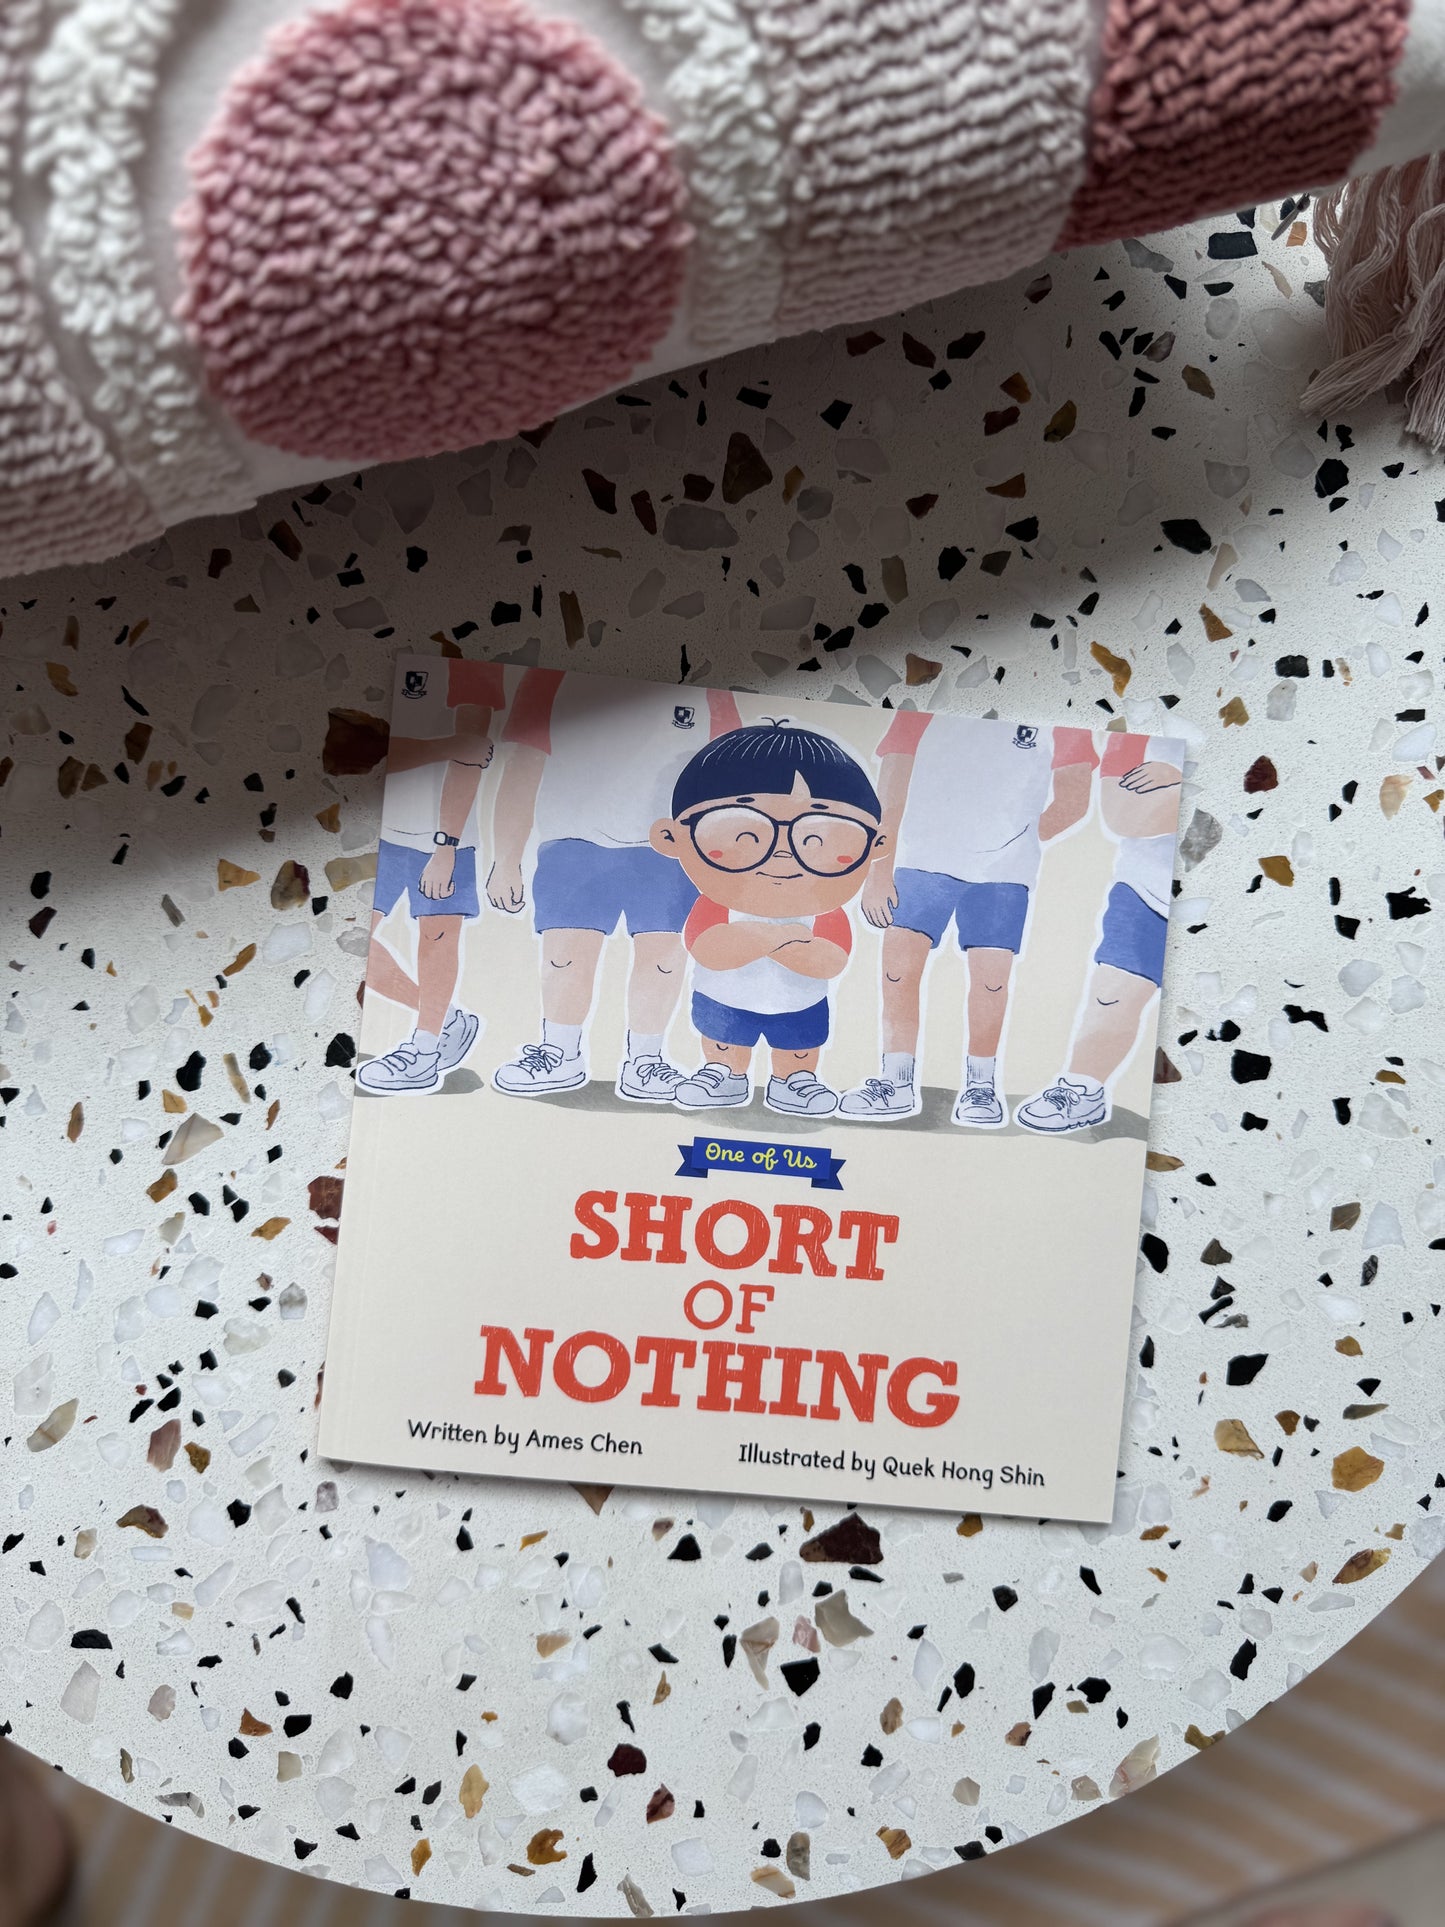 One of Us
SHORT
OF
NOTHING
Written by Ames Chen
Illustrated by Quek Hong Shin